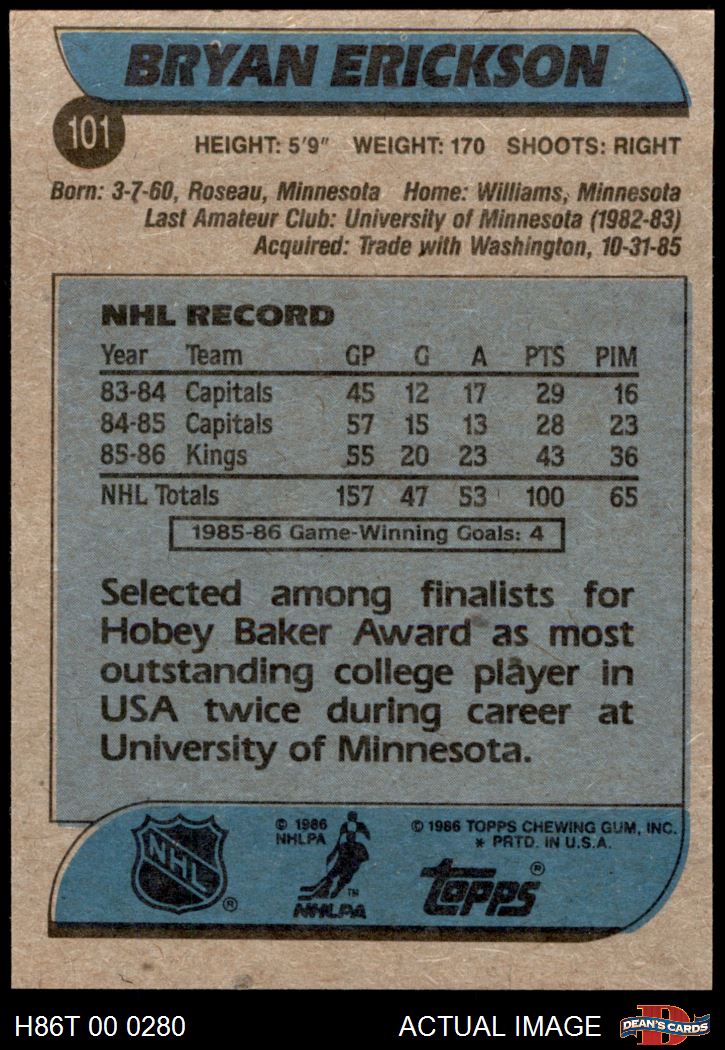 BRYAN ERICKSON
101
HEIGHT: 5'9" WEIGHT: 170 SHOOTS: RIGHT
Born: 3-7-60, Roseau, Minnesota Home: Williams, Minnesota
Last Amateur Club: University of Minnesota (1982-83)
Acquired: Trade with Washington, 10-31-85
NHL RECORD
Year Team GP G A PTS PIM
83-84 Capitals 45 12 17 29 16
84-85 Capitals 57 15 13 28 23
85-86 Kings 55 20 23 43 36
NHL Totals 157 47 53 100 65
1985-86 Game-Winning Goals: 4
Selected among finalists for
Hobey Baker Award as most
outstanding college player in
USA twice during career at
University of Minnesota.
NHL ®
© 1986
NHLPA
TM
NHLPA
© 1986 TOPPS CHEWING GUM, INC.
* PRTD. IN U.S.A.
topps ®
H86T 00 0280
ACTUAL IMAGE
D
DEAN'S CARDS